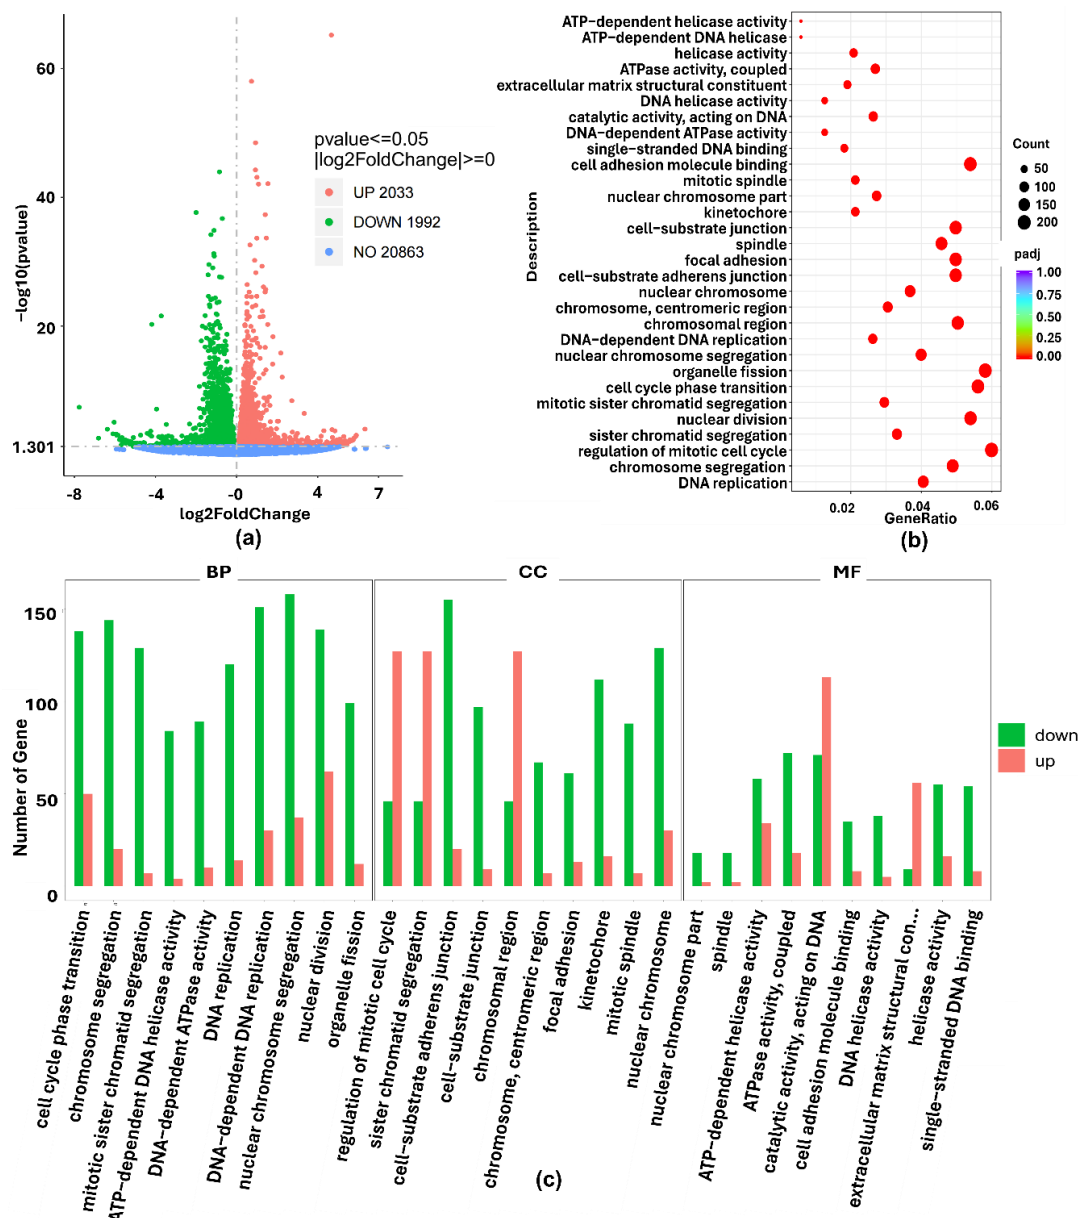 60
40
20
1.301
-log10(pvalue)
-8
-4
-0
4
7
log2FoldChange
pvalue<=0.05
|log2FoldChange|>=0
UP 2033
DOWN 1992
NO 20863
(a)
ATP-dependent helicase activity
ATP-dependent DNA helicase
helicase activity
ATPase activity, coupled
extracellular matrix structural constituent
DNA helicase activity
catalytic activity, acting on DNA
DNA-dependent ATPase activity
single-stranded DNA binding
cell adhesion molecule binding
mitotic spindle
nuclear chromosome part
kinetochore
cell-substrate junction
spindle
focal adhesion
cell-substrate adherens junction
nuclear chromosome
chromosome, centromeric region
chromosomal region
DNA-dependent DNA replication
nuclear chromosome segregation
organelle fission
cell cycle phase transition
mitotic sister chromatid segregation
nuclear division
sister chromatid segregation
regulation of mitotic cell cycle
chromosome segregation
DNA replication
Description
0.02
0.04
0.06
GeneRatio
Count
50
100
150
200
padj
1.00
0.75
0.50
0.25
0.00
(b)
BP
CC
MF
Number of Gene
150
100
50
0
down
up
cell cycle phase transition
chromosome segregation
mitotic sister chromatid segregation
ATP-dependent DNA helicase activity
DNA-dependent ATPase activity
DNA replication
DNA-dependent DNA replication
nuclear chromosome segregation
nuclear division
organelle fission
regulation of mitotic cell cycle
sister chromatid segregation
cell-substrate adherens junction
cell-substrate junction
chromosomal region
chromosome, centromeric region
focal adhesion
kinetochore
mitotic spindle
nuclear chromosome
nuclear chromosome part
spindle
ATP-dependent helicase activity
ATPase activity, coupled
catalytic activity, acting on DNA
cell adhesion molecule binding
DNA helicase activity
extracellular matrix structural con...
helicase activity
single-stranded DNA binding
(c)